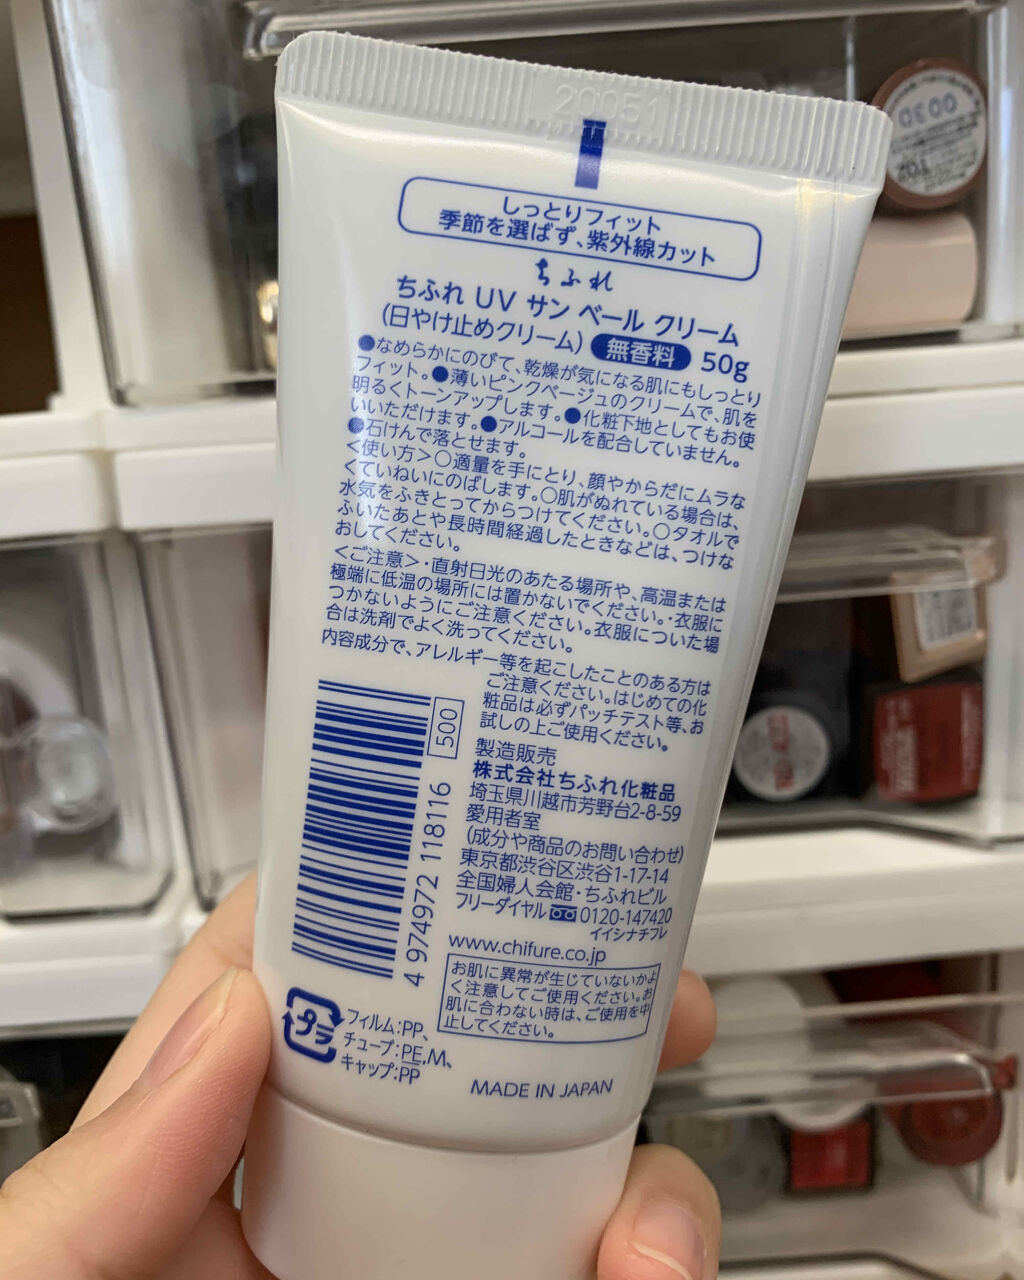 20051
しっとりフィット
季節を選ばず、紫外線カット
ちふれ
ちふれ UV サン ベール クリーム
(日やけ止めクリーム) 無香料 50g
●なめらかにのびて、乾燥が気になる肌にもしっとり
フィット。●薄いピンクベージュのクリームで、肌を
明るくトーンアップします。●化粧下地としてもお使
いいただけます。●アルコールを配合していません。
●石けんで落とせます。
<使い方>○適量を手にとり、顔やからだにムラな
くていねいにのばします。○肌がぬれている場合は、
水気をふきとってからつけてください。○タオルで
ふいたあとや長時間経過したときなどは、つけな
おしてください。
<ご注意>・直射日光のあたる場所や、高温または
極端に低温の場所には置かないでください。・衣服に
つかないようにご注意ください。衣服についた場
合は洗剤でよく洗ってください。
内容成分で、アレルギー等を起こしたことのある方は
ご注意ください。はじめての化
粧品は必ずパッチテスト等、お
試しの上ご使用ください。
500
4 974972 118116
製造販売
株式会社ちふれ化粧品
埼玉県川越市芳野台2-8-59
愛用者室
(成分や商品のお問い合わせ)
東京都渋谷区渋谷1-17-14
全国婦人会館・ちふれビル
フリーダイヤル 0120-147420
イイシナチフレ
www.chifure.co.jp
お肌に異常が生じていないかよ
く注意してご使用ください。お
肌に合わない時は、ご使用を中
止してください。
プラ
フィルム:PP、
チューブ:PE,M、
キャップ:PP
MADE IN JAPAN